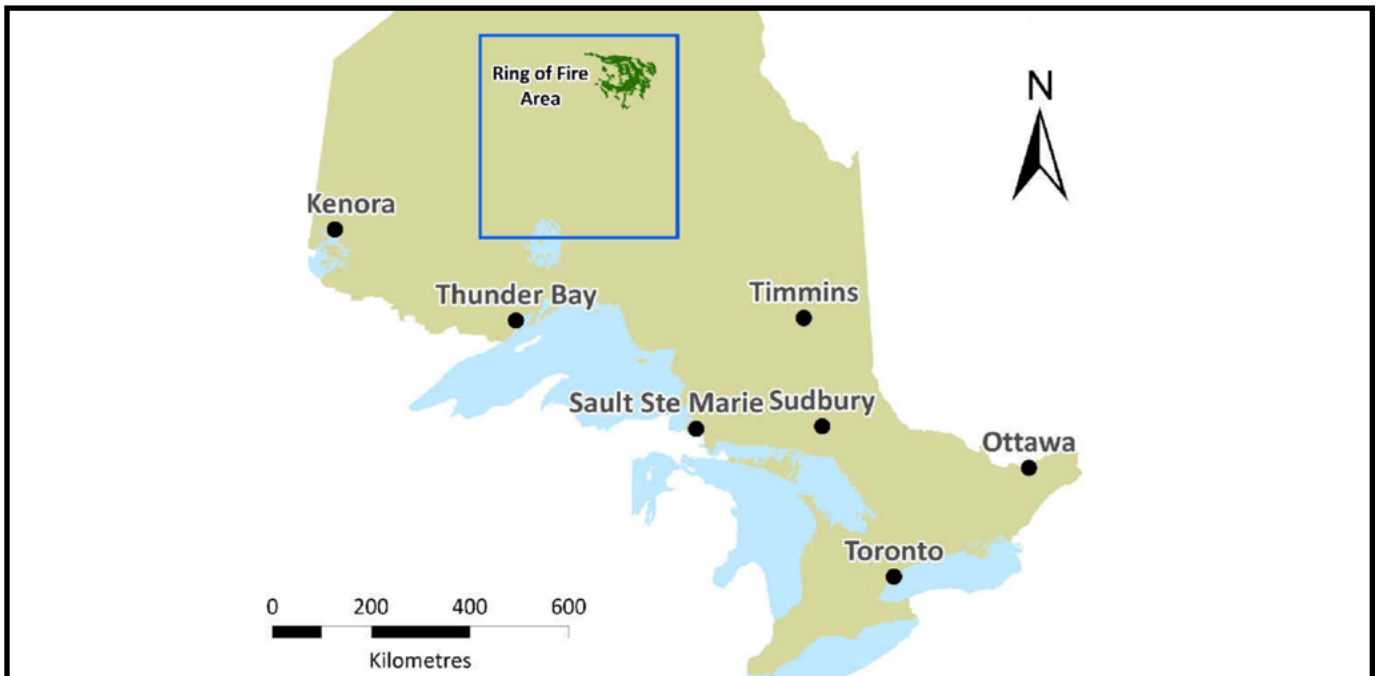 Ring of Fire
Area
N
Kenora
Thunder Bay
Timmins
Sault Ste Marie
Sudbury
Ottawa
Toronto
0 200 400 600
Kilometres